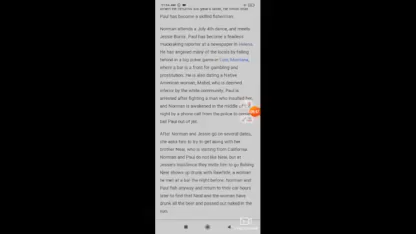 Paul has become a skilled fisherman.
Norman attends a July 4th dance, and meets
Jessie Burns. Paul has become a fearless
muckraking reporter at a newspaper in Helena.
He has angered many of the locals by falling
behind in a big poker game in Lolo, Montana,
bar is a front for gambling and
prostitution. He is also dating a
American woman, Mabel, who is deemed
inferior by the white community. Paul is
arrested after fighting a man who insulted her,
and Norman is awakened in the middle of
night by a phone call from the police to come
bail Paul out of jail.
After Norman and Jessie go on several dates,
she asks him to try to get along with her
brother Neal, who is visiting from California.
Norman and Paul do not like Neal, but at
Jessie's insistence they invite him to go fishing.
Neal shows up drunk with Rawhide, a woman
he met at a bar the night before. Norman and
Paul fish anyway and return to their car hours
later to find that Neal and the women have
drunk all the beer and passed out naked in the
sun.